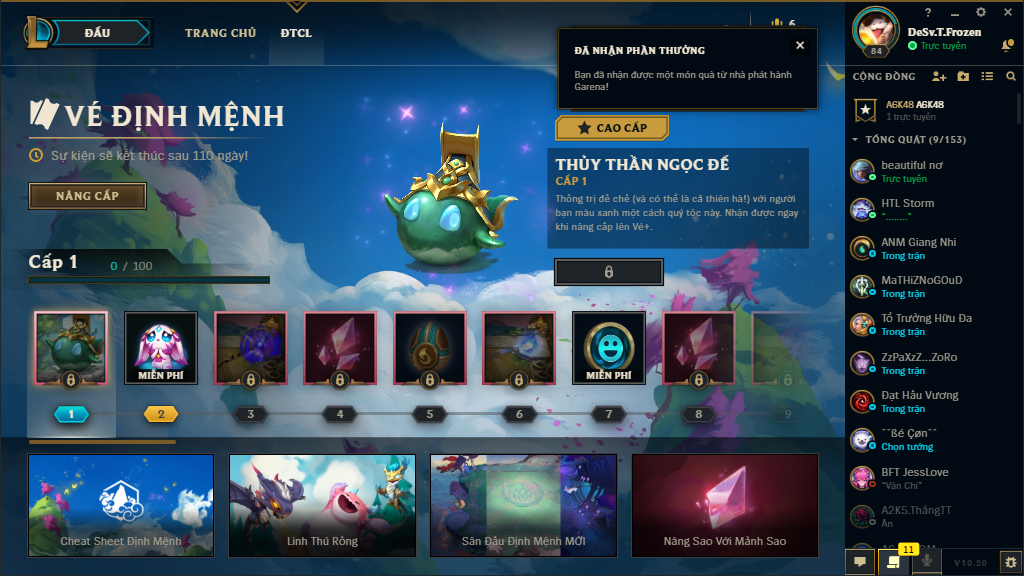 ĐẤU
TRANG CHỦ
ĐTCL
6
ĐÃ NHẬN PHẦN THƯỞNG
Bạn đã nhận được một món quà từ nhà phát hành
Garena!
84
DeSv.T.Frozen
Trực tuyến
CỘNG ĐỒNG
A6K48 A6K48
1 trực tuyến
TỔNG QUÁT (9/153)
beautiful nơ
Trực tuyến
HTL Storm
"........"
ANM Giang Nhi
Trong trận
MaTHiZNoGOuD
Trong trận
Tổ Trưởng Hữu Đa
Trong trận
ZzPaXzZ...ZoRo
Trong trận
Đạt Hầu Vương
Trong trận
ˆˆßé Çønˆˆ
Chọn tướng
BFT JessLove
"Vân Chi"
A2K5.ThắngTT
Ẩn
11
V10.20
VÉ ĐỊNH MỆNH
Sự kiện sẽ kết thúc sau 110 ngày!
NÂNG CẤP
CAO CẤP
THỦY THẦN NGỌC ĐẾ
CẤP 1
Thống trị đế chế (và có thể là cả thiên hà!) với người
bạn màu xanh một cách quý tộc này. Nhận được ngay
khi nâng cấp lên Vé+.
Cấp 1
0 / 100
MIỄN PHÍ
MIỄN PHÍ
1 2 3 4 5 6 7 8 9
Cheat Sheet Định Mệnh
Linh Thú Rồng
Sân Đấu Định Mệnh MỚI
Nâng Sao Với Mảnh Sao